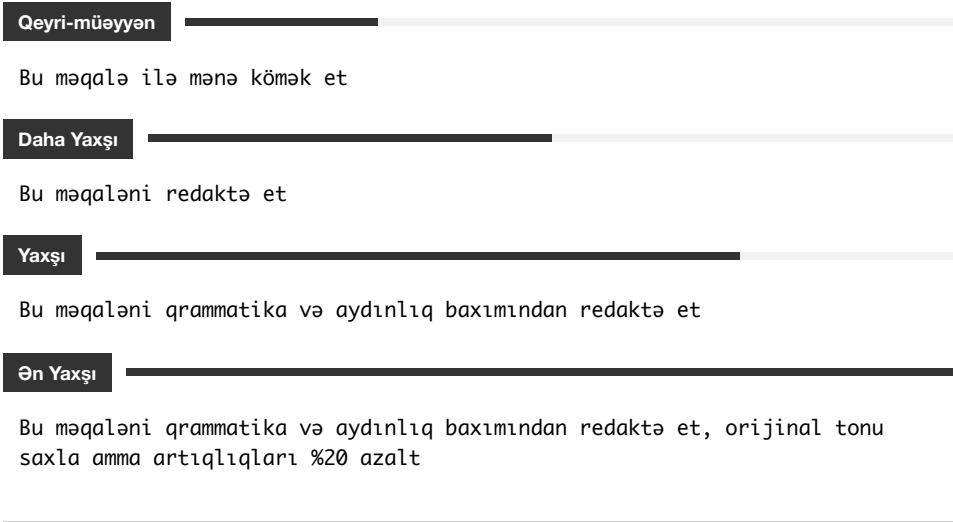 Qeyri-müəyyən
Bu məqalə ilə mənə kömək et
Daha Yaxşı
Bu məqaləni redaktə et
Yaxşı
Bu məqaləni qrammatika və aydınlıq baxımından redaktə et
Ən Yaxşı
Bu məqaləni qrammatika və aydınlıq baxımından redaktə et, orijinal tonu
saxla amma artıqlıqları %20 azalt